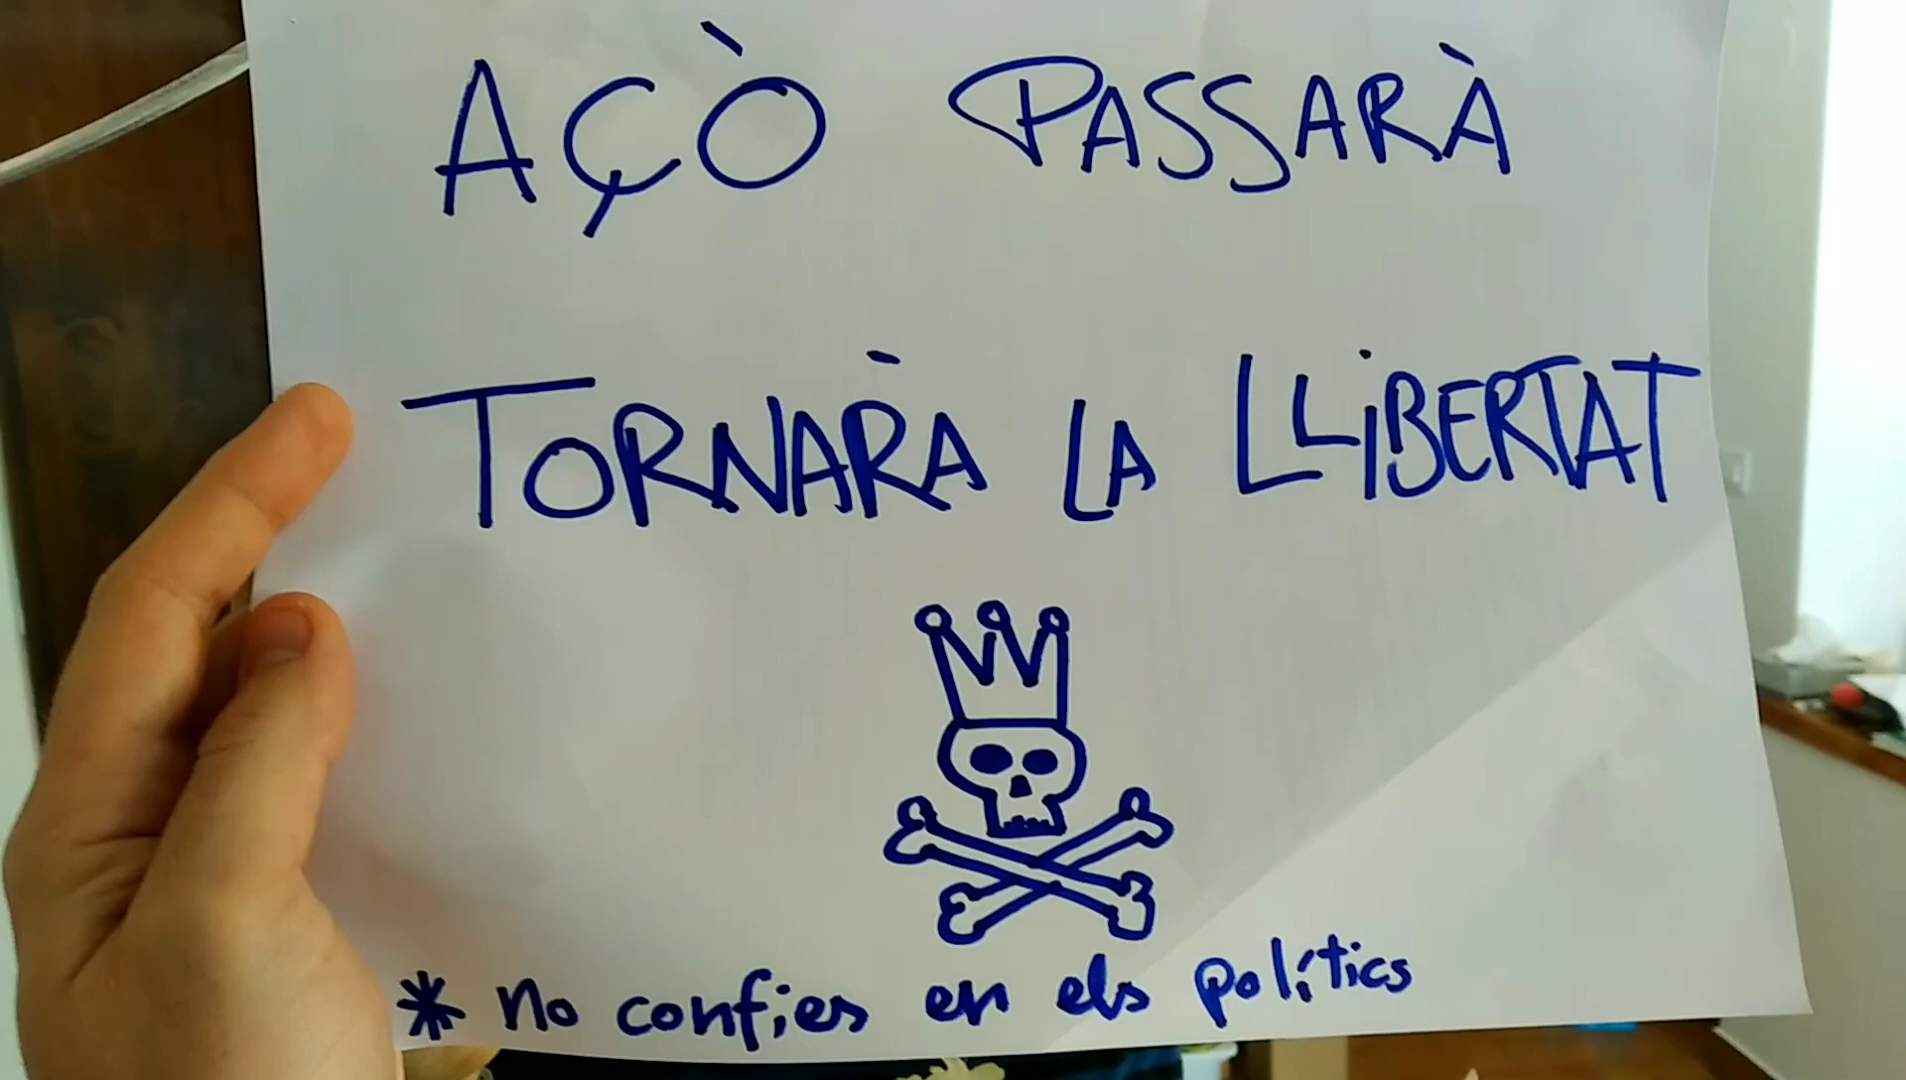 AÇÒ PASSARÀ
TORNARÀ LA LLiBERTAT
* no confies en els polítics